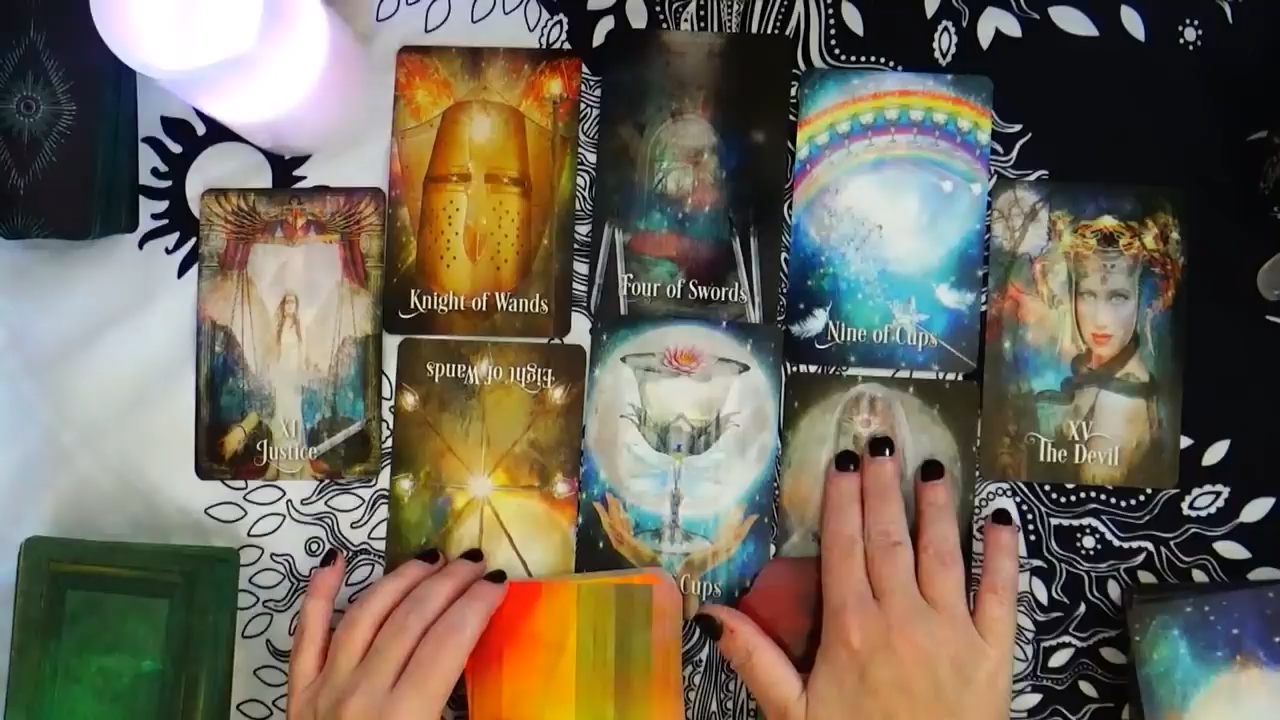 Knight of Wands
Four of Swords
Nine of Cups
XI
Justice
XV
The Devil
Eight of Wands
Cups